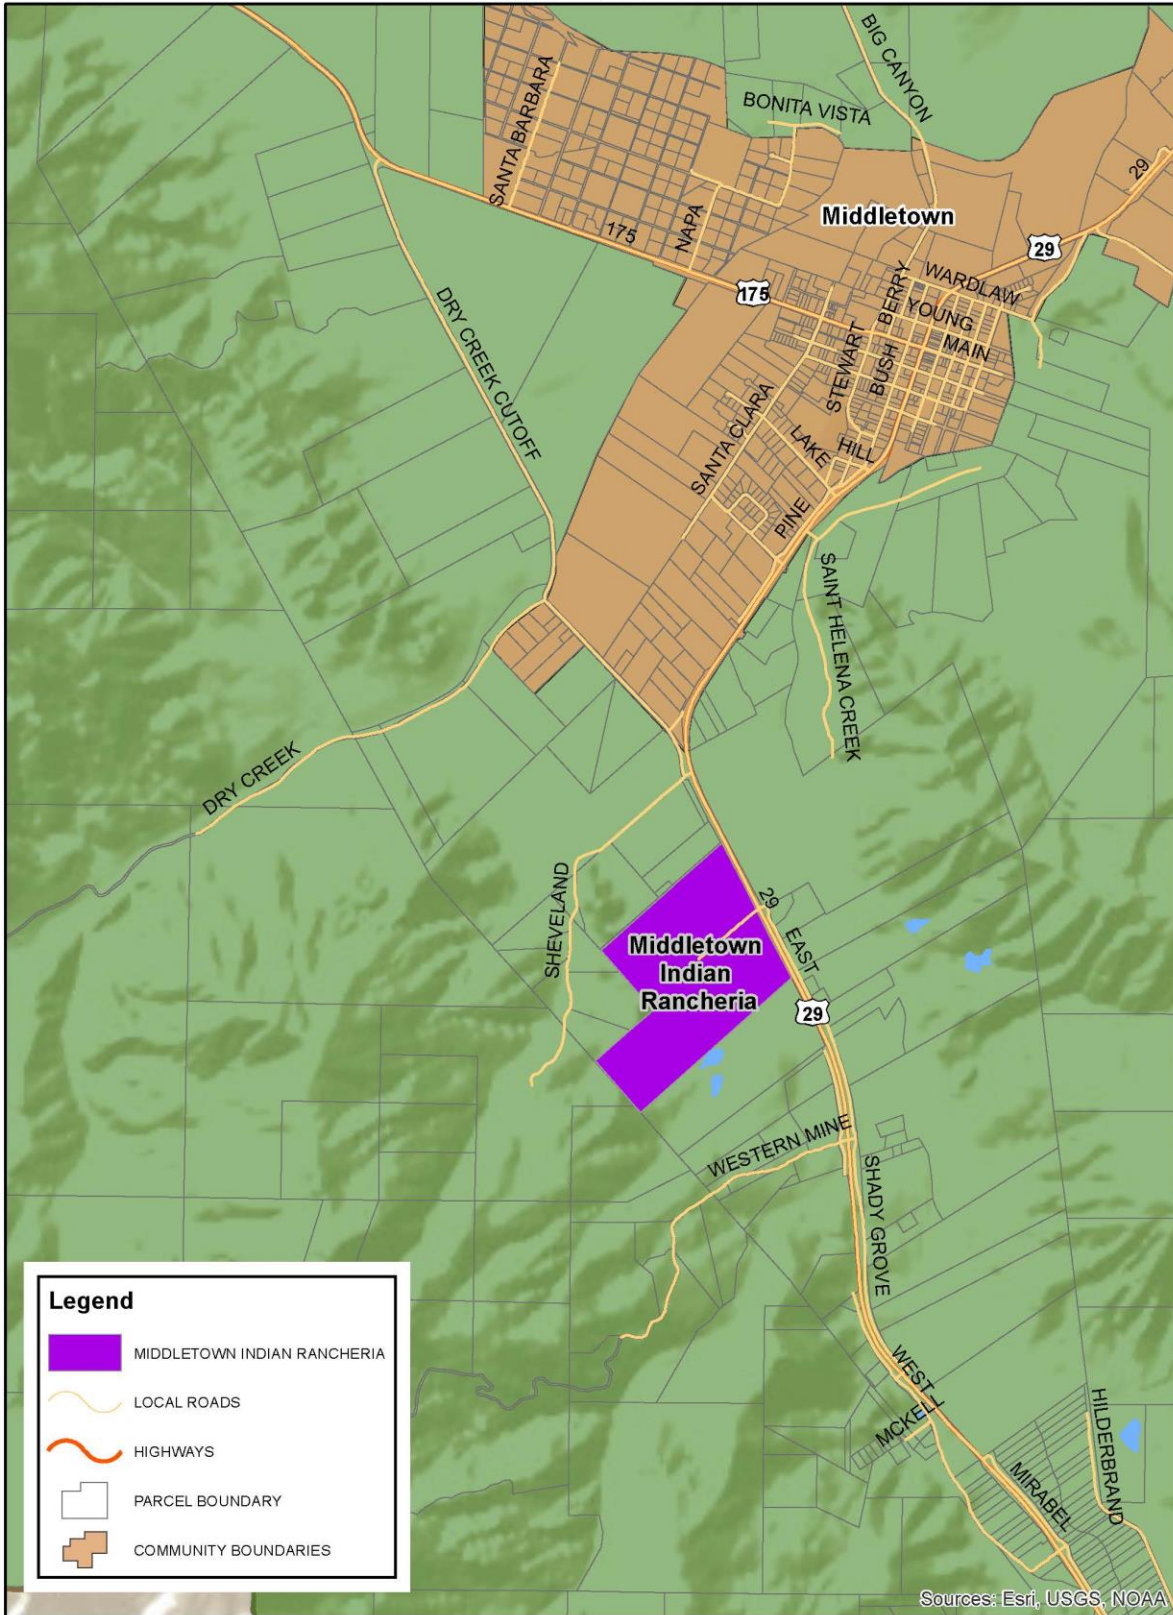 BIG CANYON
SANTA BARBARA
BONITA VISTA
29
Middletown
NAPA
175
29
175
WARDLAW
BERRY
YOUNG
MAIN
STEWART
BUSH
DRY CREEK CUTOFF
SANTA CLARA
LAKE
HILL
PINE
SAINT HELENA CREEK
DRY CREEK
SHEVELAND
29
EAST
Middletown
Indian
Rancheria
29
WESTERN MINE
SHADY GROVE
WEST
MCKELL
HILDERBRAND
MIRABEL
Legend
MIDDLETOWN INDIAN RANCHERIA
LOCAL ROADS
HIGHWAYS
PARCEL BOUNDARY
COMMUNITY BOUNDARIES
Sources: Esri, USGS, NOAA